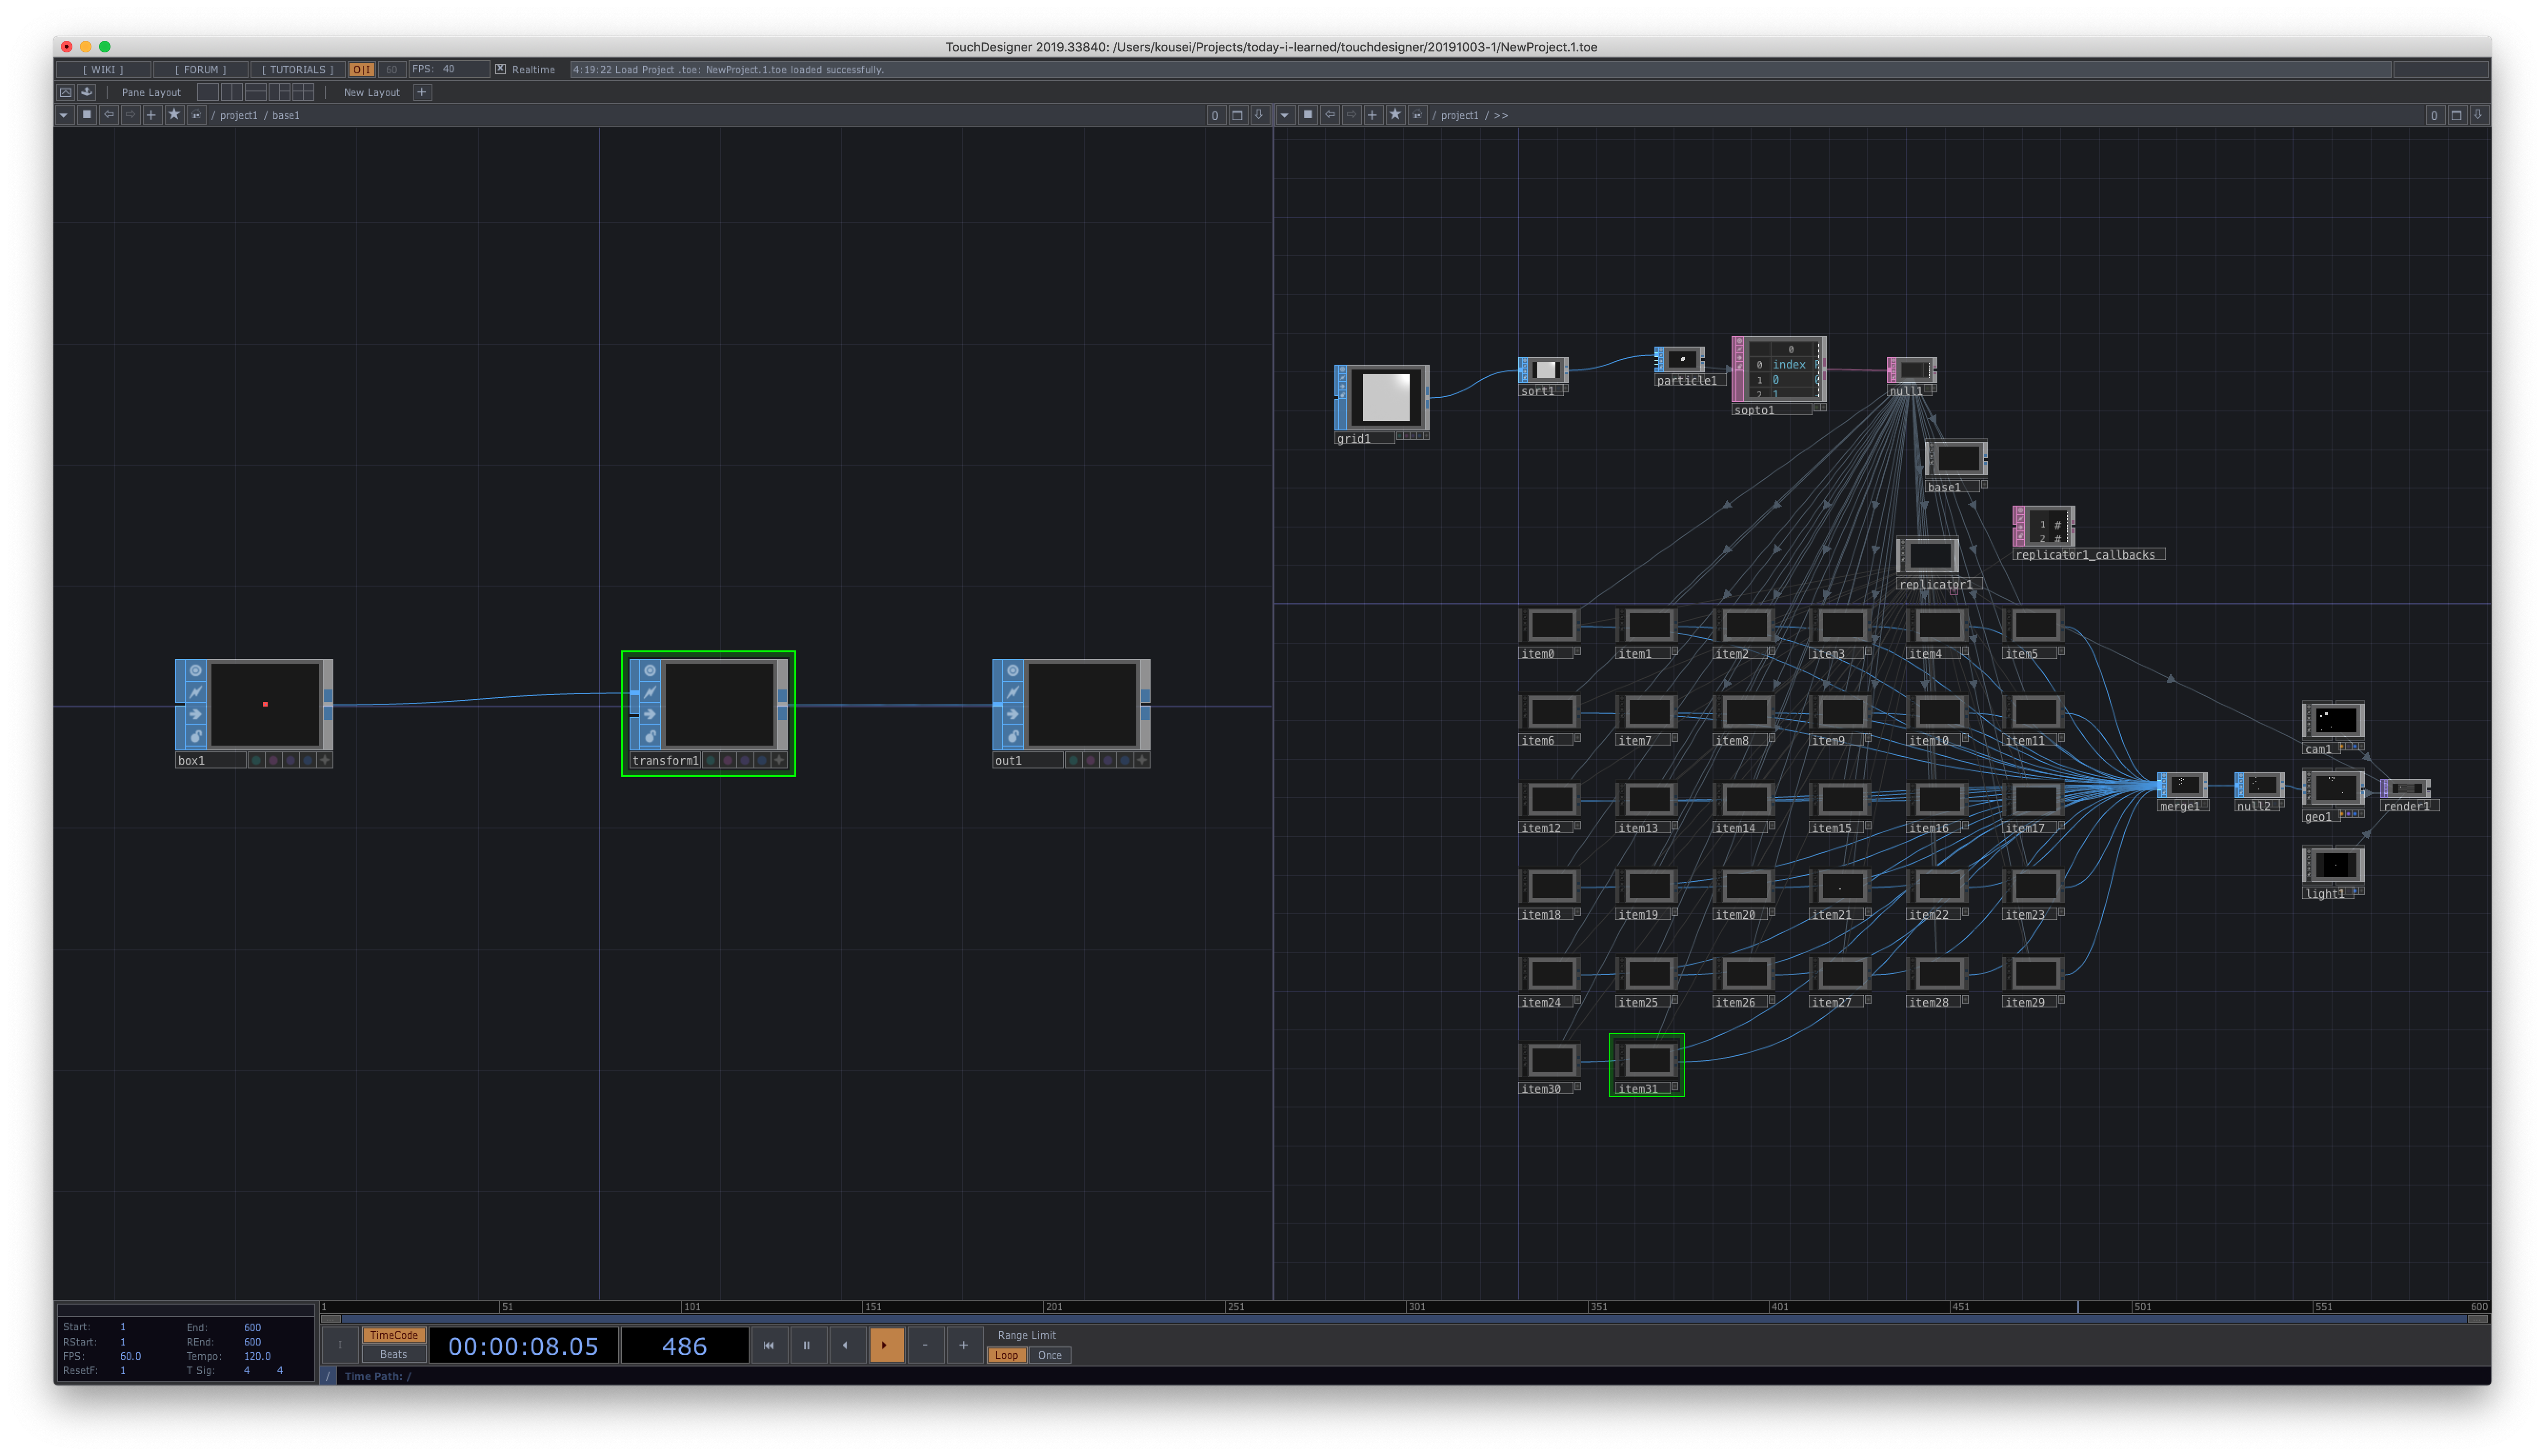 TouchDesigner 2019.33840: /Users/kousei/Projects/today-i-learned/touchdesigner/20191003-1/NewProject.1.toe
[ WIKI ] [ FORUM ] [ TUTORIALS ] O|I 60 FPS: 40 Realtime 4:19:22 Load Project .toe: NewProject.1.toe loaded successfully.
Pane Layout New Layout +
/ project1 / base1 0
/ project1 / >> 0
box1 transform1 out1
0
0 index
1 0
2 1
grid1 sort1 particle1 sopto1 null1
base1
1 #
2 #
replicator1_callbacks
replicator1
item0 item1 item2 item3 item4 item5
item6 item7 item8 item9 item10 item11
cam1
item12 item13 item14 item15 item16 item17
merge1 null2 geo1 render1
item18 item19 item20 item21 item22 item23
light1
item24 item25 item26 item27 item28 item29
item30 item31
1 51 101 151 201 251 301 351 401 451 501 551 600
Start: 1 End: 600
RStart: 1 REnd: 600
FPS: 60.0 Tempo: 120.0
ResetF: 1 T Sig: 4 4
TimeCode
Beats
00:00:08.05 486
- +
Range Limit
Loop Once
/ Time Path: /